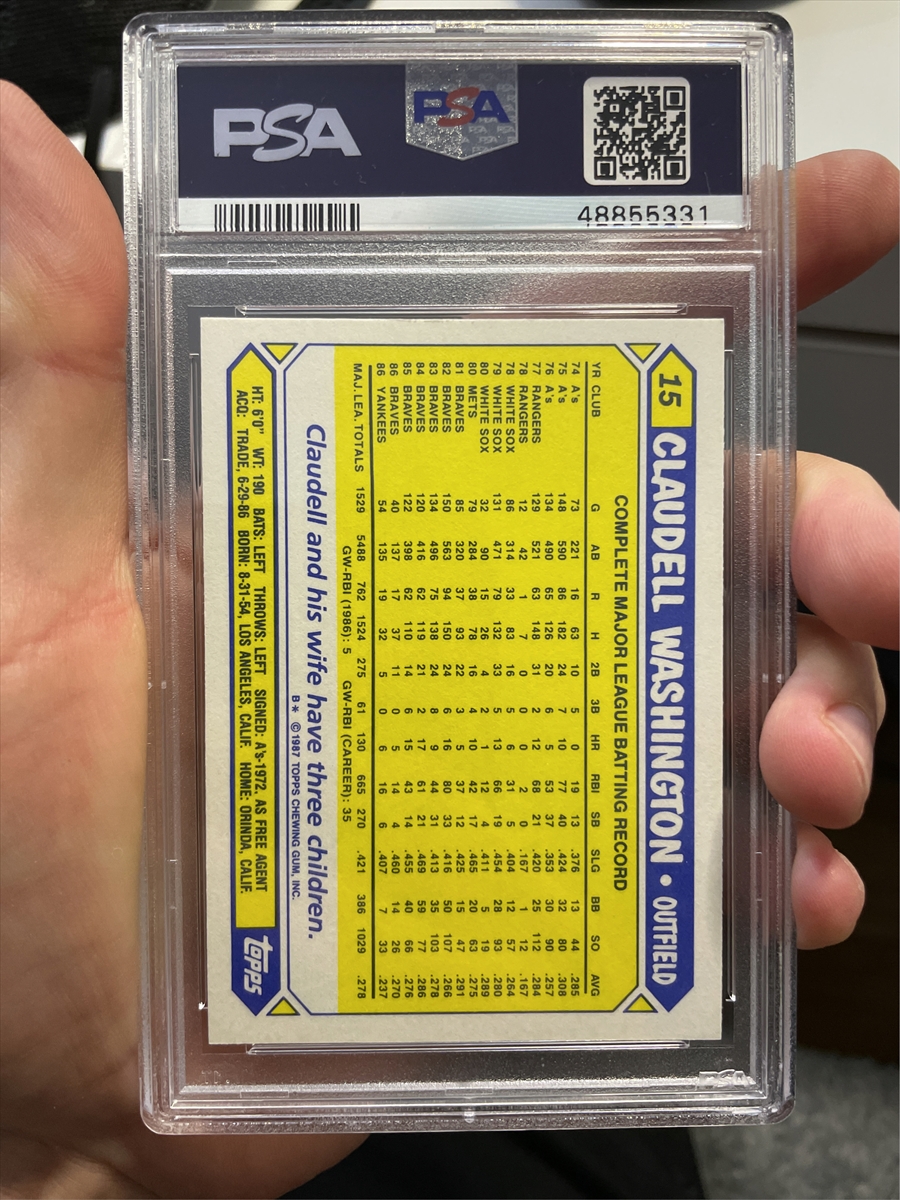 PSA
PSA
48855331
15 CLAUDELL WASHINGTON • OUTFIELD
COMPLETE MAJOR LEAGUE BATTING RECORD
YR CLUB G AB R H 2B 3B HR RBI SB SLG BB SO AVG
74 A's 73 221 16 63 10 5 0 19 13 .376 13 44 .285
75 A's 148 590 86 182 24 7 10 77 40 .424 32 80 .308
76 A's 134 490 65 126 20 6 5 53 37 .353 30 90 .257
77 RANGERS 129 521 63 148 31 2 12 68 21 .420 25 112 .284
78 RANGERS 12 42 1 7 0 0 0 2 0 .167 1 12 .167
78 WHITE SOX 86 314 33 83 16 5 6 31 5 .404 12 57 .264
79 WHITE SOX 131 471 79 132 33 5 13 66 19 .454 28 93 .280
80 WHITE SOX 32 90 15 26 4 2 1 12 4 .411 5 19 .289
80 METS 79 284 38 78 16 4 10 42 17 .465 20 63 .275
81 BRAVES 85 320 37 93 22 3 5 37 12 .425 15 47 .291
82 BRAVES 150 563 94 150 24 6 16 80 33 .416 50 107 .266
83 BRAVES 134 496 75 138 24 8 9 44 31 .413 35 103 .278
84 BRAVES 120 416 62 119 21 2 17 61 21 .469 59 77 .286
85 BRAVES 122 398 62 110 14 6 15 43 14 .455 40 66 .276
86 BRAVES 40 137 17 37 11 0 5 14 4 .460 14 26 .270
86 YANKEES 54 135 19 32 5 0 6 16 6 .407 7 33 .237
MAJ. LEA. TOTALS 1529 5488 762 1524 275 61 130 665 270 .421 386 1029 .278
GW-RBI (1986): 5 GW-RBI (CAREER): 35
Claudell and his wife have three children.
B* ©1987 TOPPS CHEWING GUM, INC.
HT: 6'0" WT: 190 BATS: LEFT THROWS: LEFT SIGNED: A's-1972, AS FREE AGENT
ACQ: TRADE, 6-29-86 BORN: 8-31-54, LOS ANGELES, CALIF. HOME: ORINDA, CALIF.
topps
PSA